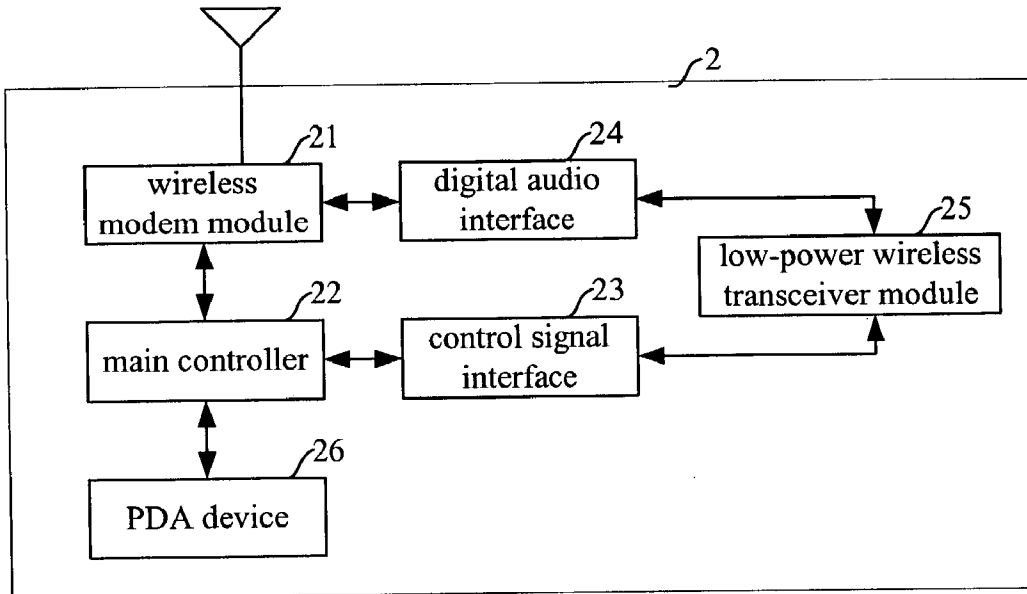 2
21
wireless
modem module
24
digital audio
interface
25
low-power wireless
transceiver module
22
main controller
23
control signal
interface
26
PDA device